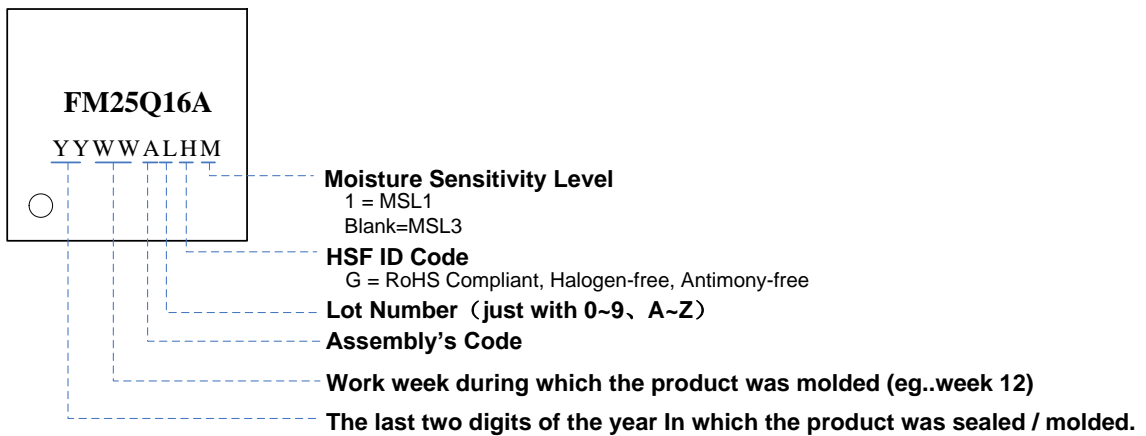 FM25Q16A
YYWWALHM
Moisture Sensitivity Level
1 = MSL1
Blank=MSL3
HSF ID Code
G = RoHS Compliant, Halogen-free, Antimony-free
Lot Number（just with 0~9、A~Z）
Assembly’s Code
Work week during which the product was molded (eg..week 12)
The last two digits of the year In which the product was sealed / molded.